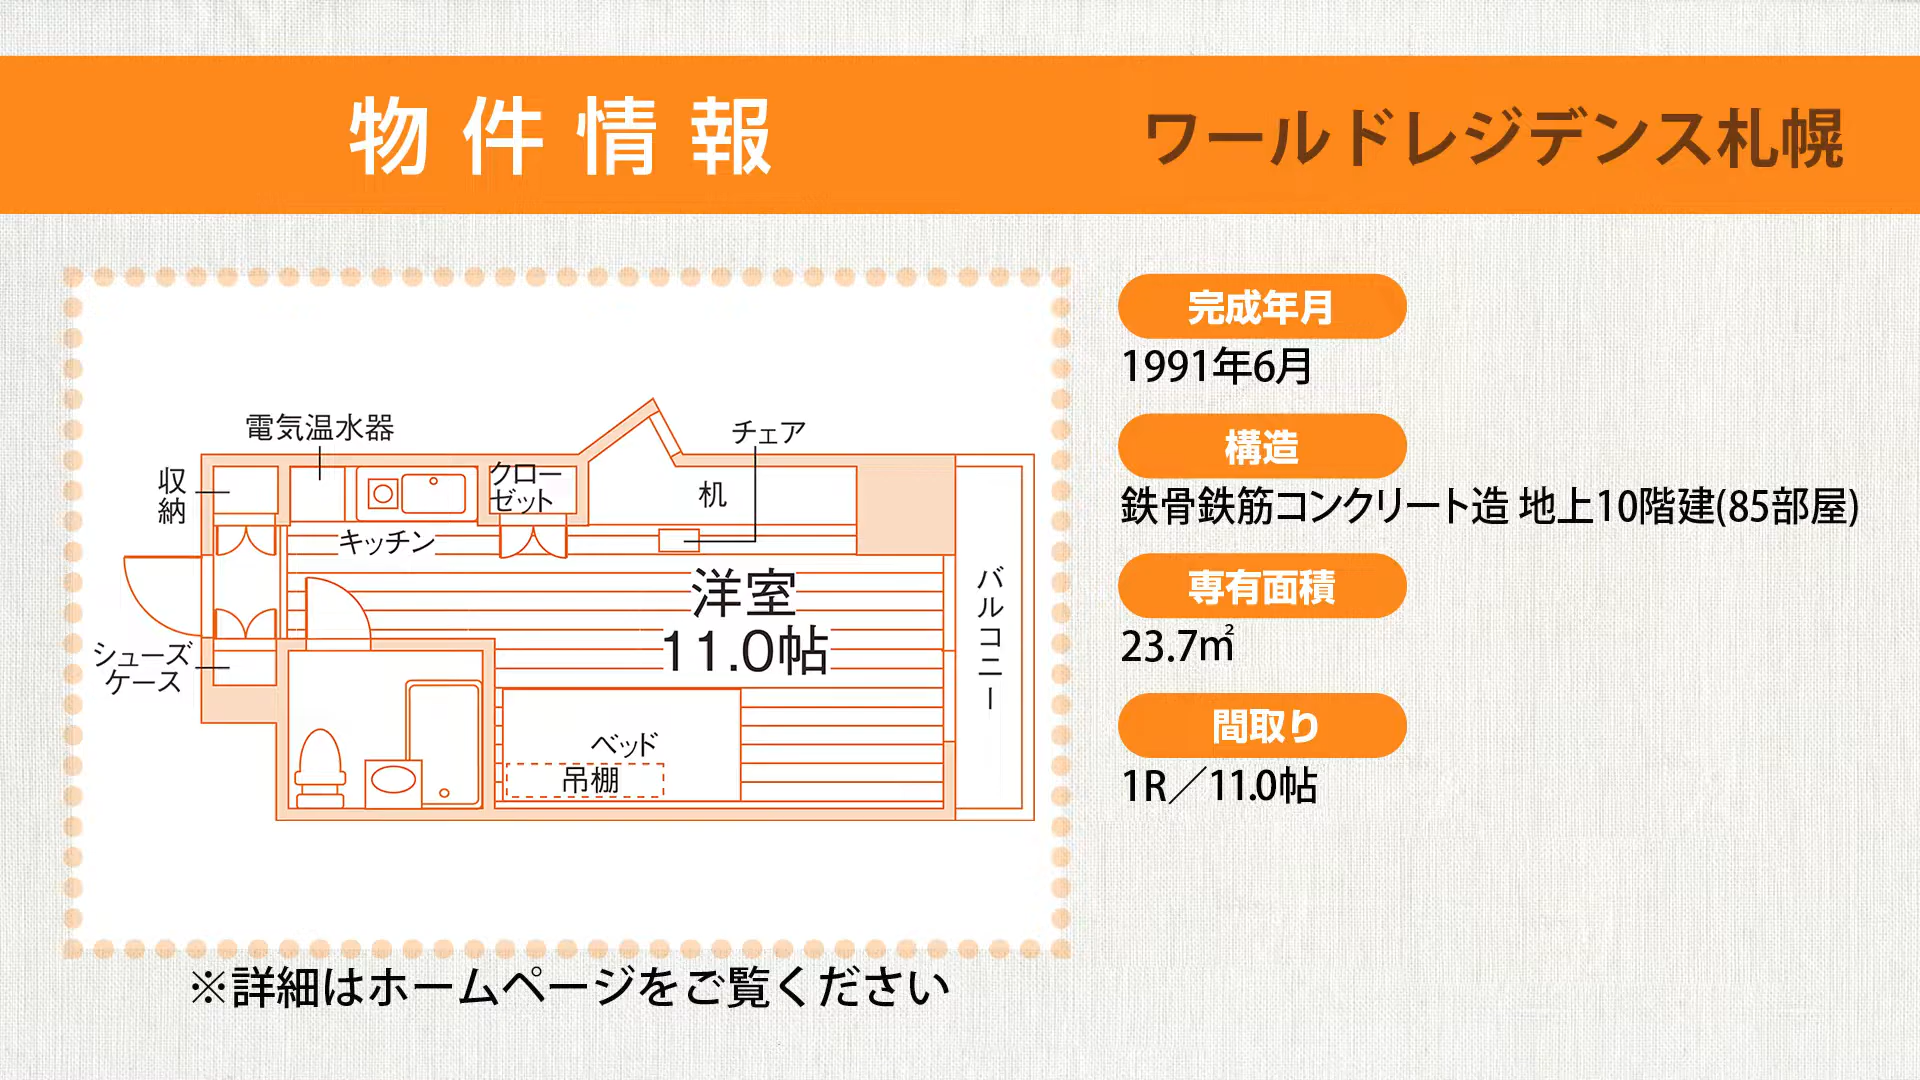 物件情報
ワールドレジデンス札幌
電気温水器
収納
キッチン
クロー
ゼット
チェア
机
洋室
11.0帖
バルコニー
シューズ
ケース
ベッド
吊棚
※詳細はホームページをご覧ください
完成年月
1991年6月
構造
鉄骨鉄筋コンクリート造 地上10階建(85部屋)
専有面積
23.7㎡
間取り
1R／11.0帖